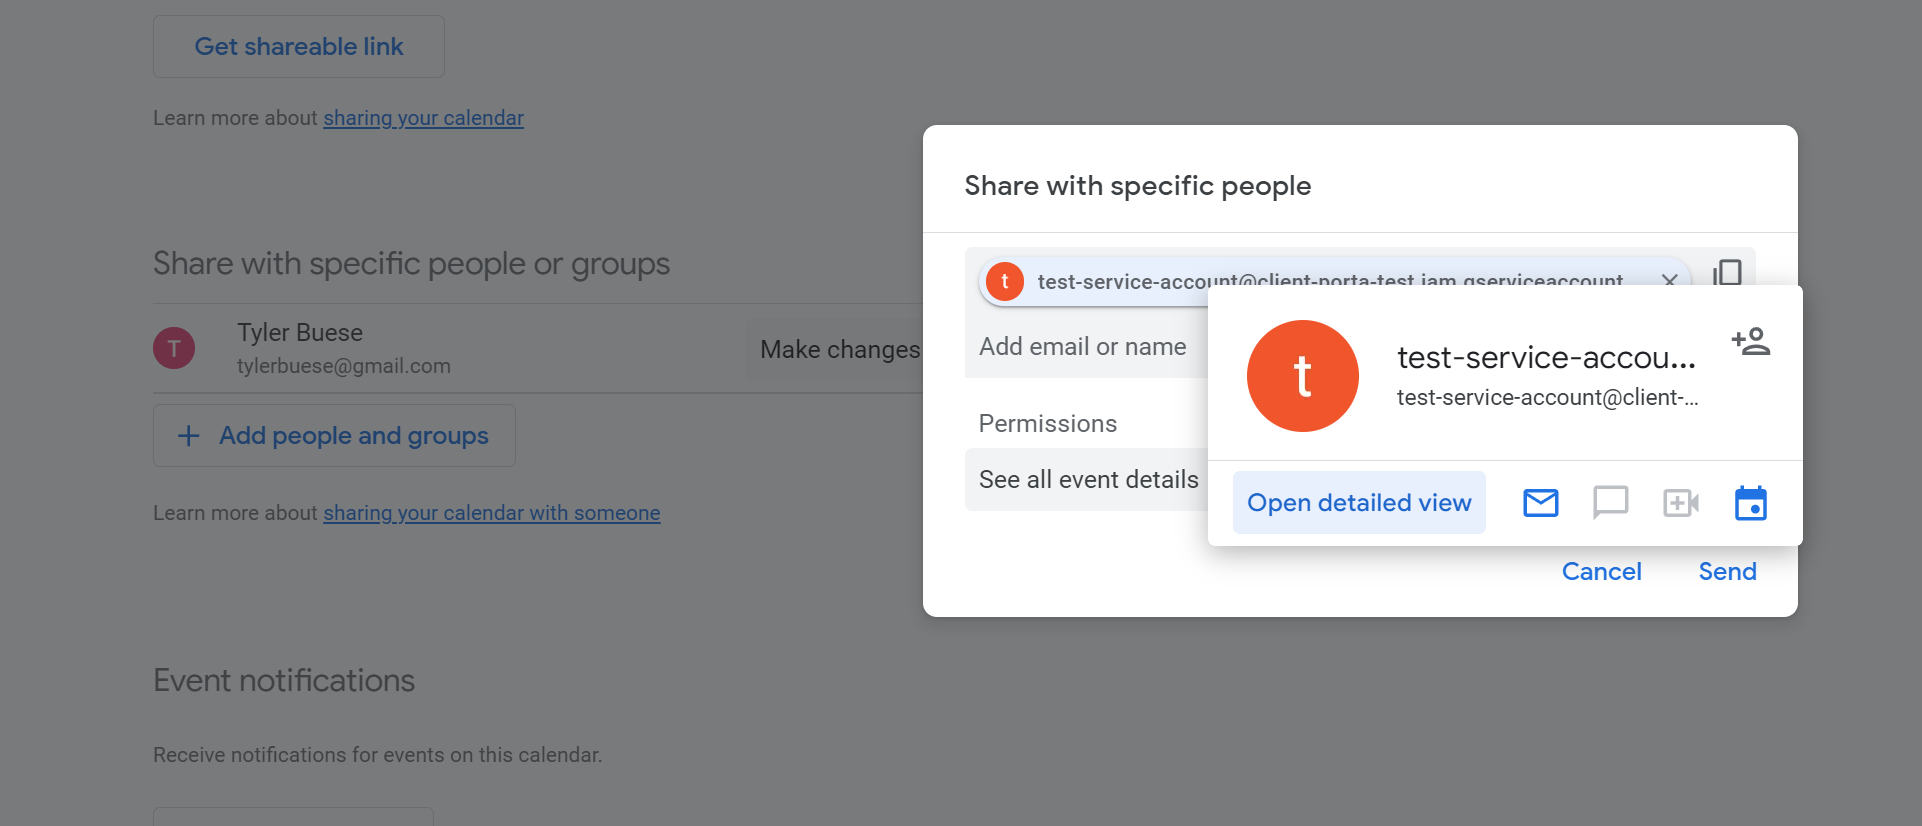 Get shareable link
Learn more about sharing your calendar
Share with specific people or groups
T
Tyler Buese
tylerbuese@gmail.com
Make changes
Add people and groups
Learn more about sharing your calendar with someone
Event notifications
Receive notifications for events on this calendar.
Share with specific people
t
test-service-account@client-porta-test.iam.gserviceaccount
Add email or name
Permissions
See all event details
t
test-service-accou...
test-service-account@client-...
Open detailed view
Cancel
Send